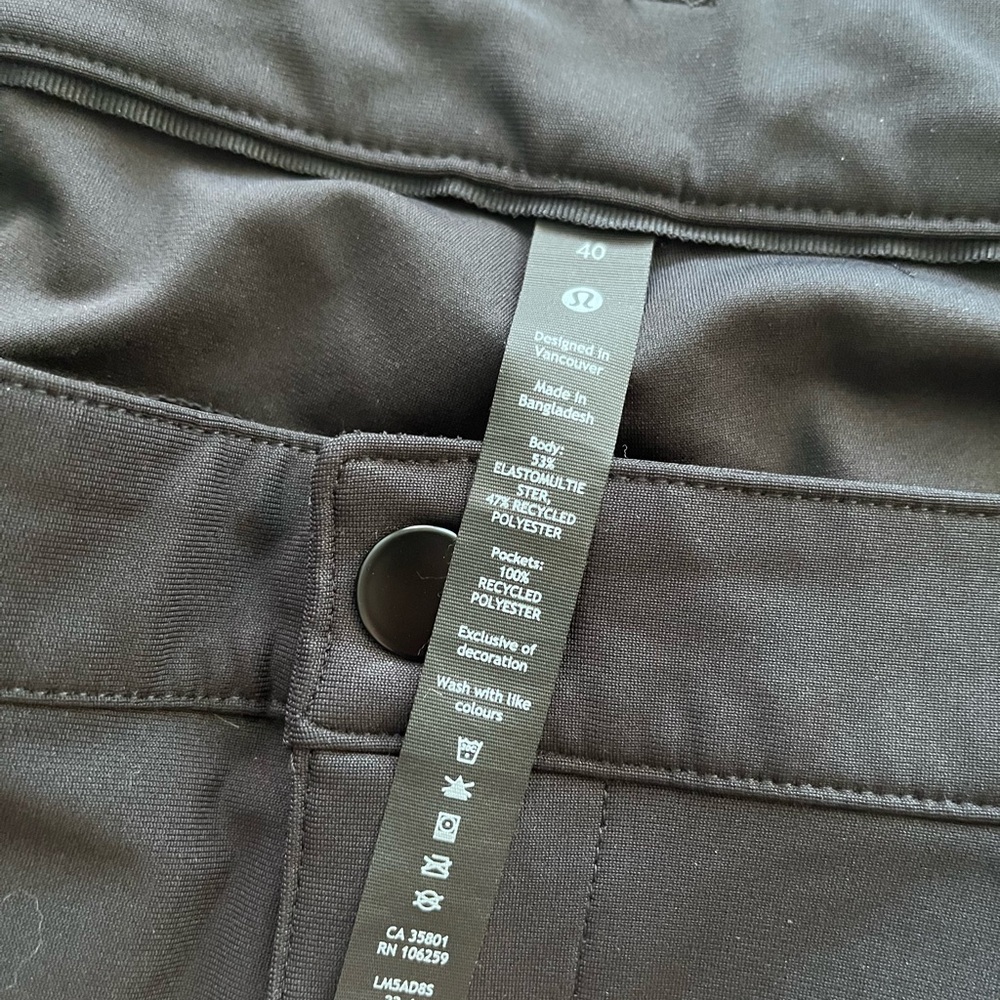 40
Designed in
Vancouver
Made in
Bangladesh
Body:
53%
ELASTOMULTIE
STER,
47% RECYCLED
POLYESTER
Pockets:
100%
RECYCLED
POLYESTER
Exclusive of
decoration
Wash with like
colours
CA 35801
RN 106259
LM5AD8S